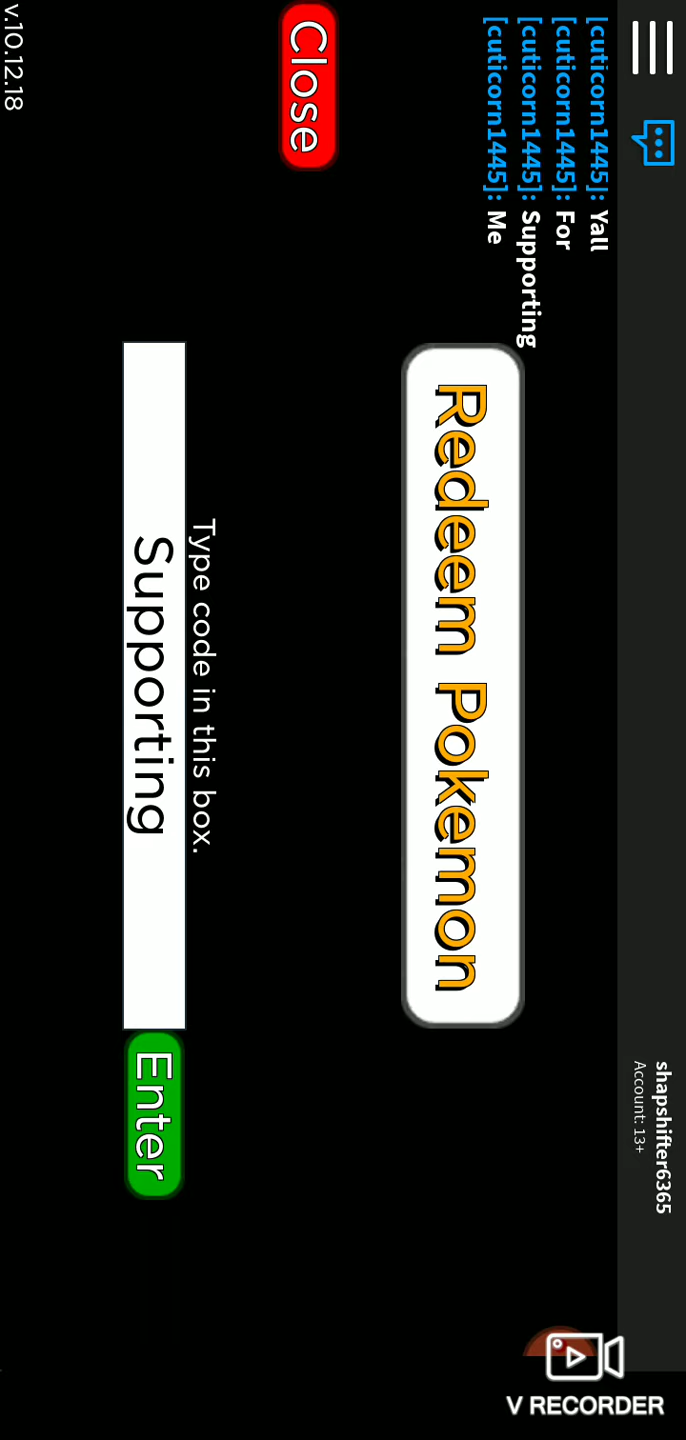 shapshifter6365
Account: 13+
[cuticorn1445]: Yall
[cuticorn1445]: For
[cuticorn1445]: Supporting
[cuticorn1445]: Me
Redeem Pokemon
Close
Type code in this box.
Supporting
Enter
v.10.12.18
V RECORDER